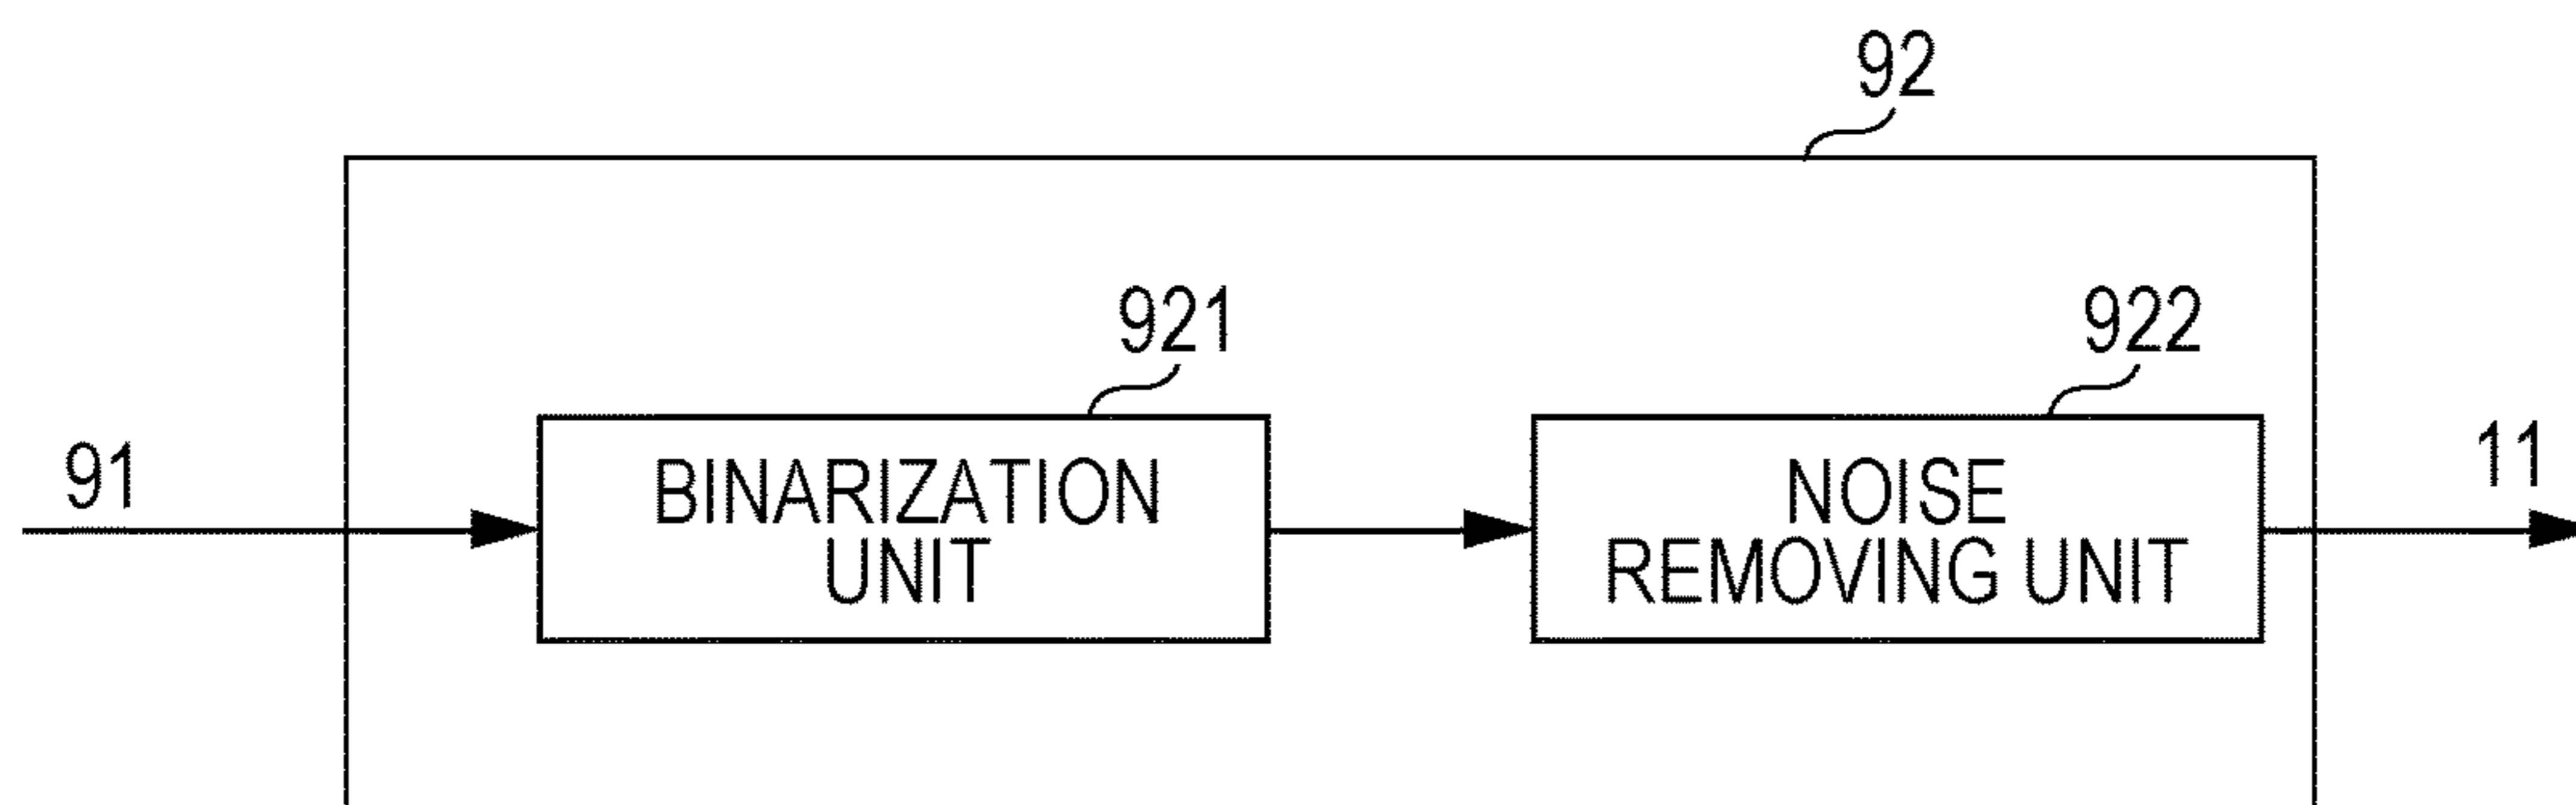 92
921
922
91
BINARIZATION
UNIT
NOISE
REMOVING UNIT
11